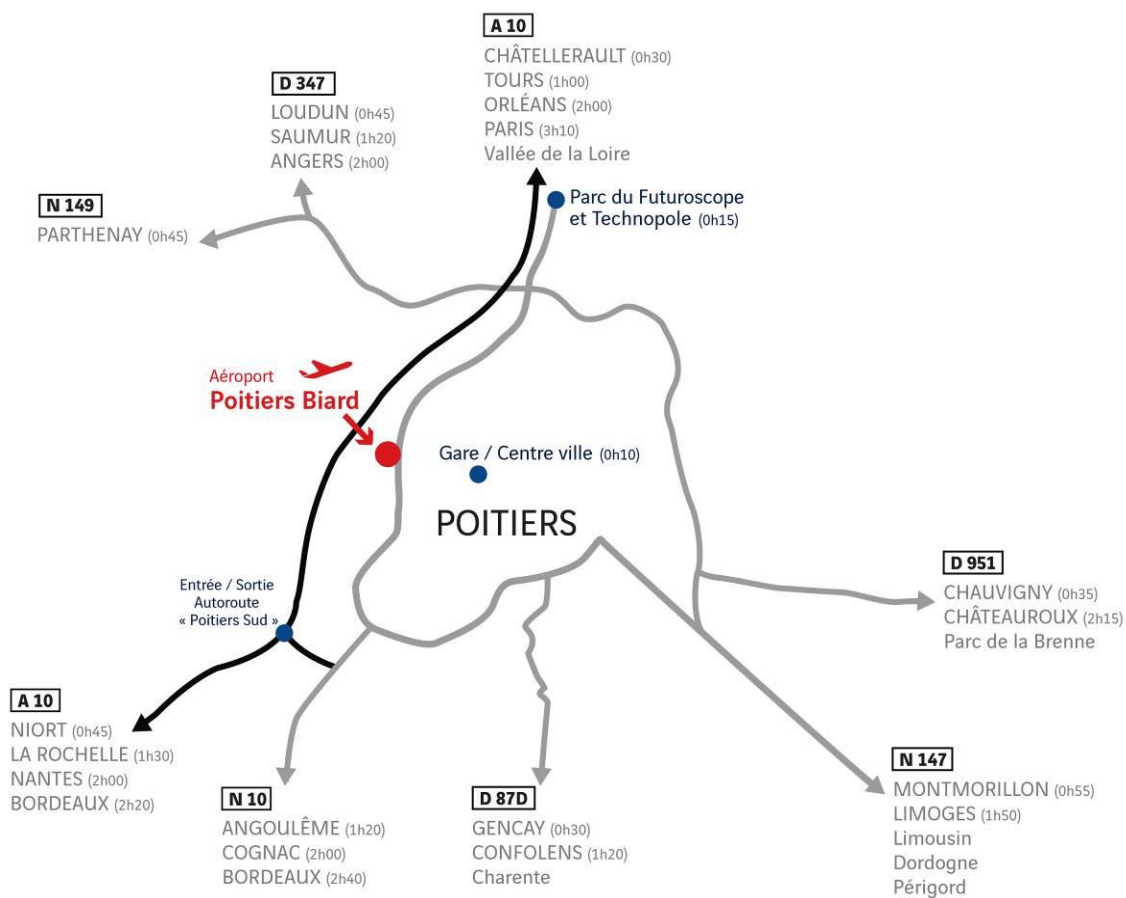 A 10
CHÂTELLERAULT (0h30)
TOURS (1h00)
ORLÉANS (2h00)
PARIS (3h10)
Vallée de la Loire
D 347
LOUDUN (0h45)
SAUMUR (1h20)
ANGERS (2h00)
N 149
PARTHENAY (0h45)
Parc du Futuroscope
et Technopole (0h15)
Aéroport
Poitiers Biard
Gare / Centre ville (0h10)
POITIERS
Entrée / Sortie
Autoroute
« Poitiers Sud »
D 951
CHAUVIGNY (0h35)
CHÂTEAUROUX (2h15)
Parc de la Brenne
A 10
NIORT (0h45)
LA ROCHELLE (1h30)
NANTES (2h00)
BORDEAUX (2h20)
N 10
ANGOULÊME (1h20)
COGNAC (2h00)
BORDEAUX (2h40)
D 87D
GENCAY (0h30)
CONFOLENS (1h20)
Charente
N 147
MONTMORILLON (0h55)
LIMOGES (1h50)
Limousin
Dordogne
Périgord